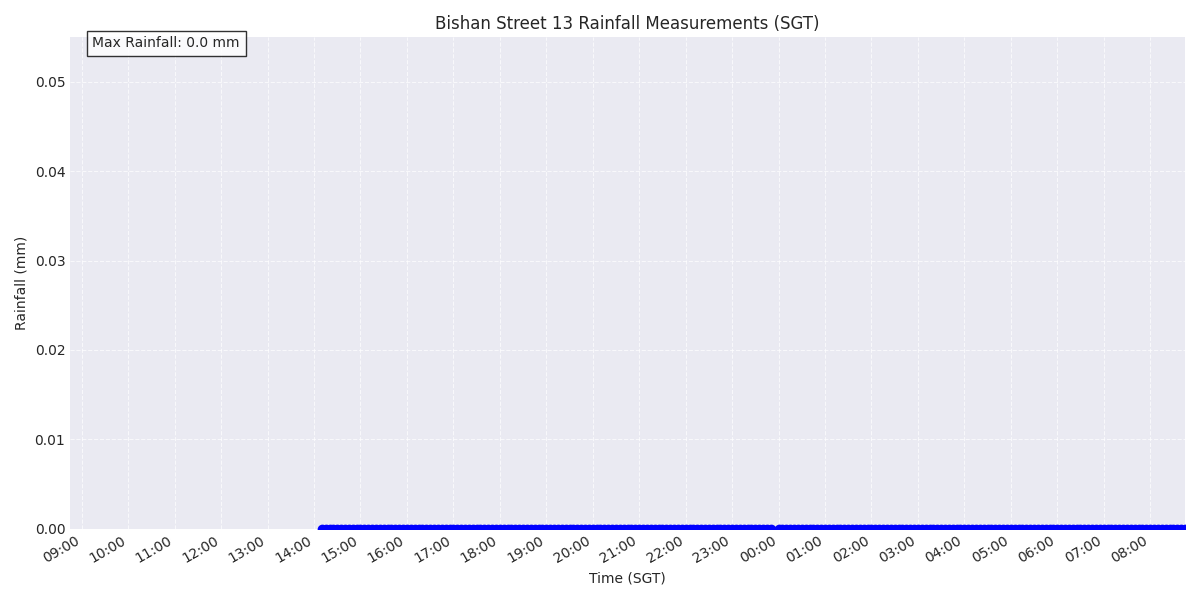 Bishan Street 13 Rainfall Measurements (SGT)
Max Rainfall: 0.0 mm
Rainfall (mm)
0.05
0.04
0.03
0.02
0.01
0.00
09:00 10:00 11:00 12:00 13:00 14:00 15:00 16:00 17:00 18:00 19:00 20:00 21:00 22:00 23:00 00:00 01:00 02:00 03:00 04:00 05:00 06:00 07:00 08:00
Time (SGT)